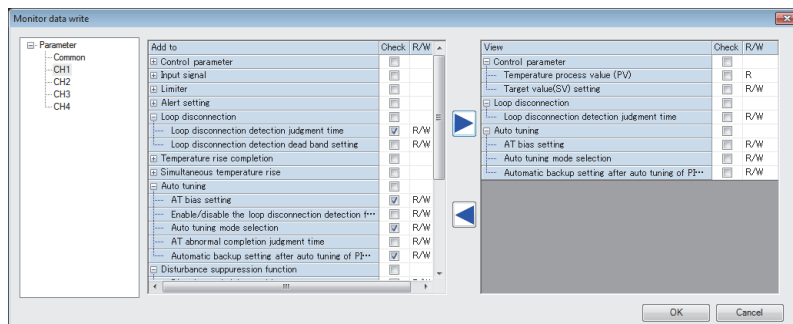 Monitor data write
Parameter
Common
CH1
CH2
CH3
CH4
Add to Check R/W
Control parameter
Input signal
Limiter
Alert setting
Loop disconnection
Loop disconnection detection judgment time R/W
Loop disconnection detection dead band setting R/W
Temperature rise completion
Simultaneous temperature rise
Auto tuning
AT bias setting R/W
Enable/disable the loop disconnection detection f··· R/W
Auto tuning mode selection R/W
AT abnormal completion judgment time R/W
Automatic backup setting after auto tuning of PI··· R/W
Disturbance suppuression function
View Check R/W
Control parameter
Temperature process value (PV) R
Target value(SV) setting R/W
Loop disconnection
Loop disconnection detection judgment time R/W
Auto tuning
AT bias setting R/W
Auto tuning mode selection R/W
Automatic backup setting after auto tuning of PI··· R/W
OK Cancel